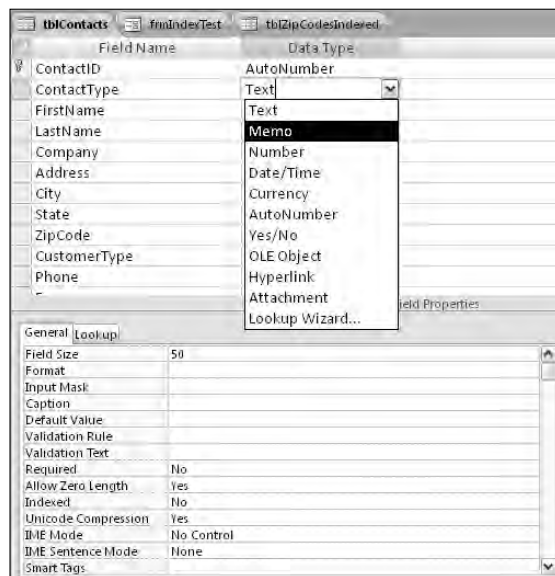 tblContacts frmIndexTest tblZipCodesIndexed
Field Name Data Type
ContactID AutoNumber
ContactType Text
FirstName Text
LastName Memo
Company Number
Address Date/Time
City Currency
State AutoNumber
ZipCode Yes/No
CustomerType OLE Object
Phone Hyperlink
Attachment
Field Properties
Lookup Wizard...
General Lookup
Field Size 50
Format
Input Mask
Caption
Default Value
Validation Rule
Validation Text
Required No
Allow Zero Length Yes
Indexed No
Unicode Compression Yes
IME Mode No Control
IME Sentence Mode None
Smart Tags